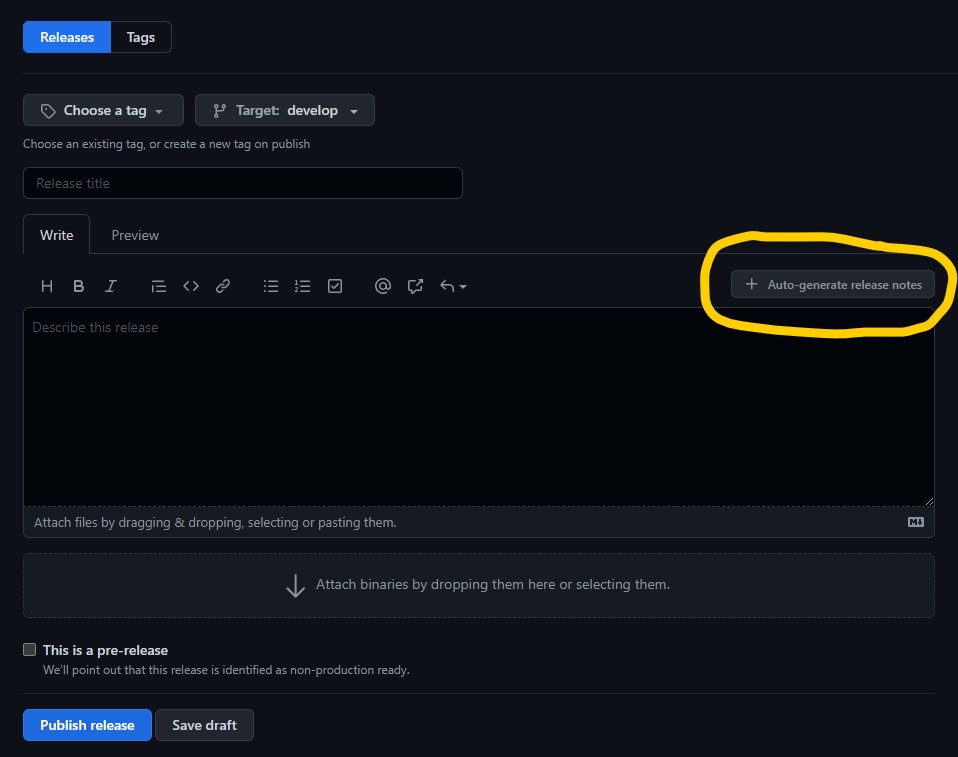 Releases Tags
Choose a tag Target: develop
Choose an existing tag, or create a new tag on publish
Release title
Write Preview
H B I @
+ Auto-generate release notes
Describe this release
Attach files by dragging & dropping, selecting or pasting them.
Attach binaries by dropping them here or selecting them.
This is a pre-release
We'll point out that this release is identified as non-production ready.
Publish release Save draft